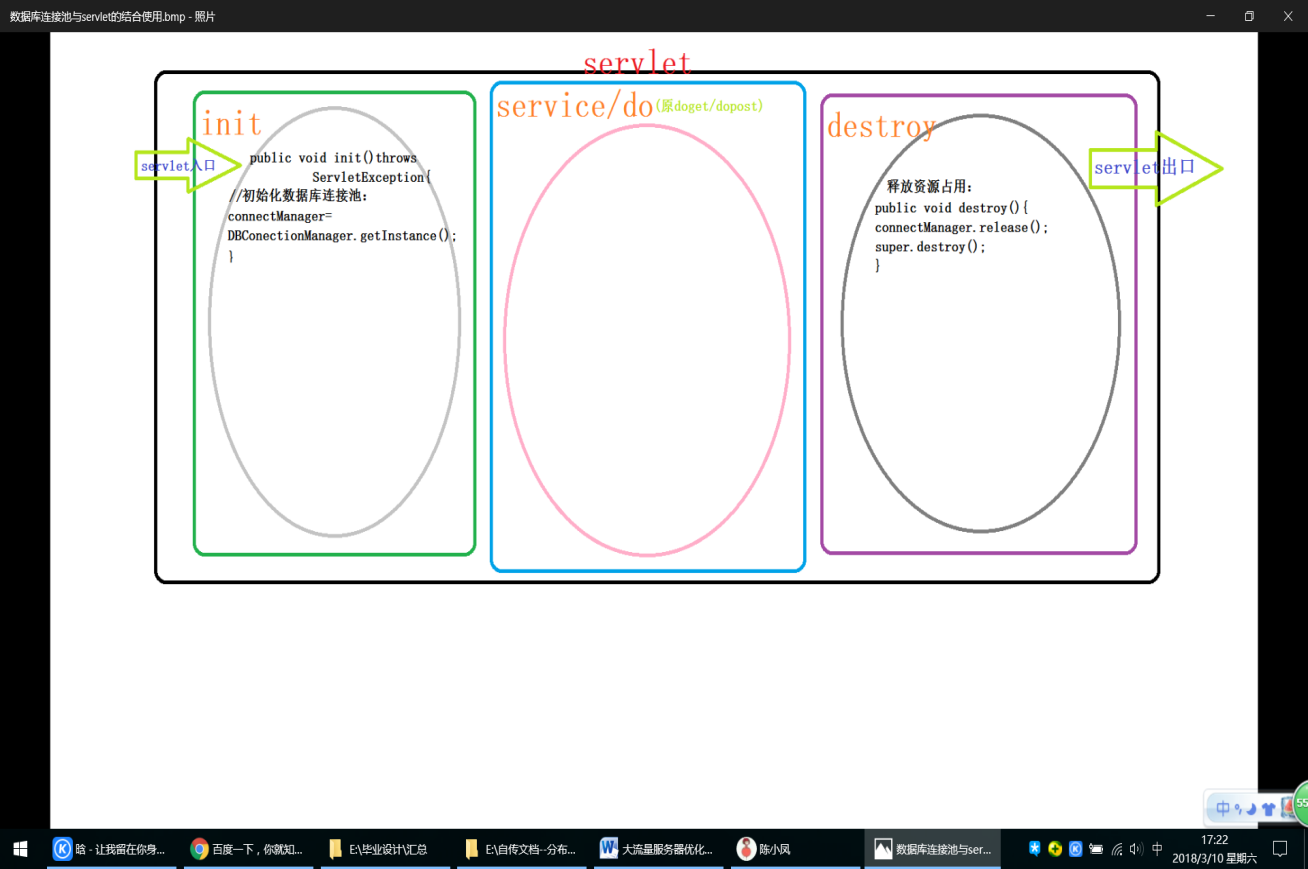 数据库连接池与servlet的结合使用.bmp - 照片
servlet
init
service/do(原doget/dopost)
destroy
servlet入口
public void init()throws
ServletException{
//初始化数据库连接池:
connectManager=
DBConectionManager.getInstance();
}
释放资源占用:
public void destroy(){
connectManager.release();
super.destroy();
}
servlet出口
中
55
晗 - 让我留在你身...
百度一下，你就知...
E:\毕业设计\汇总
E:\自传文档--分布...
大流量服务器优化...
陈小凤
数据库连接池与ser...
中
17:22
2018/3/10 星期六